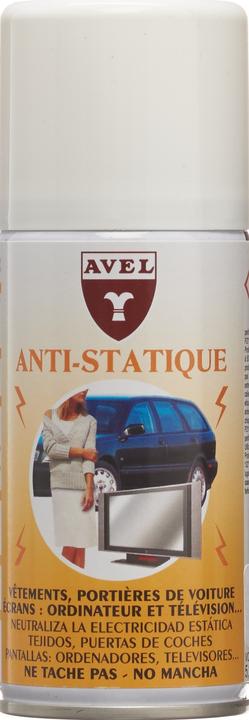 AVEL
ANTI-STATIQUE
VÊTEMENTS, PORTIÈRES DE VOITURE
ÉCRANS : ORDINATEUR ET TÉLÉVISION...
NEUTRALIZA LA ELECTRICIDAD ESTÁTICA
TEJIDOS, PUERTAS DE COCHES
PANTALLAS: ORDENADORES, TELEVISORES...
NE TACHE PAS - NO MANCHA